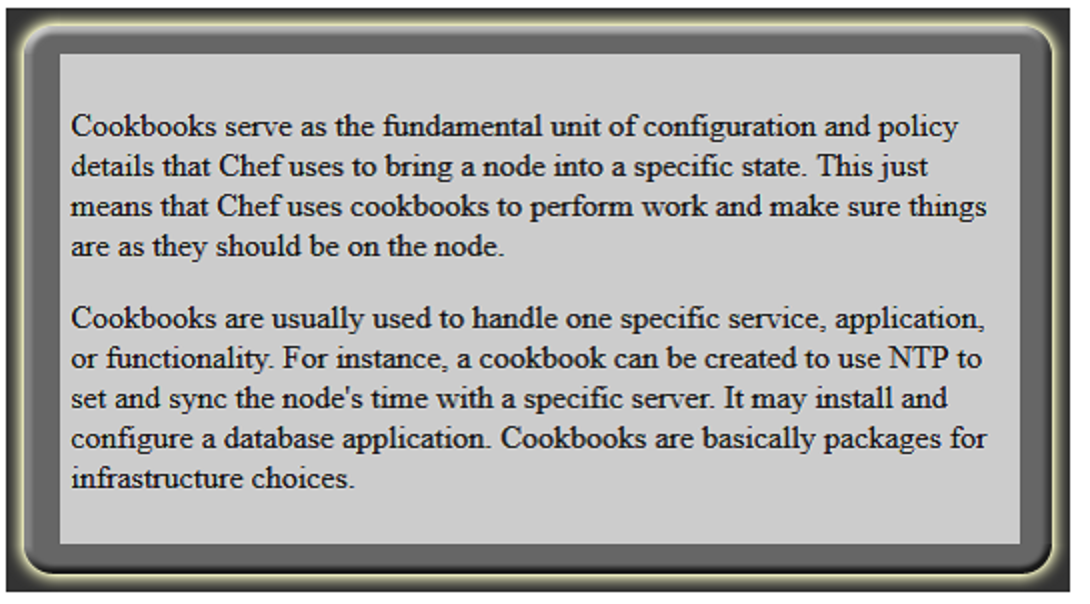 Cookbooks serve as the fundamental unit of configuration and policy
details that Chef uses to bring a node into a specific state. This just
means that Chef uses cookbooks to perform work and make sure things
are as they should be on the node.
Cookbooks are usually used to handle one specific service, application,
or functionality. For instance, a cookbook can be created to use NTP to
set and sync the node's time with a specific server. It may install and
configure a database application. Cookbooks are basically packages for
infrastructure choices.